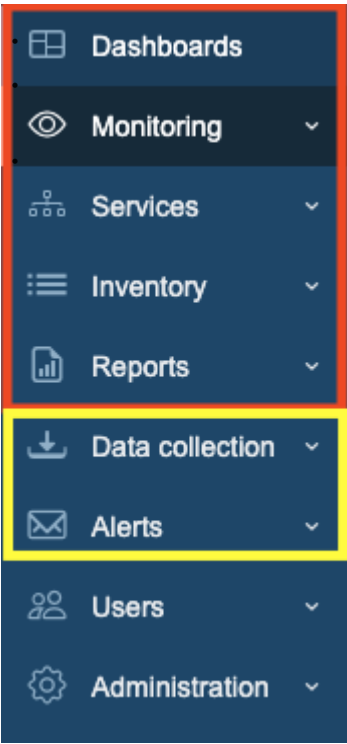 Dashboards
Monitoring
Services
Inventory
Reports
Data collection
Alerts
Users
Administration